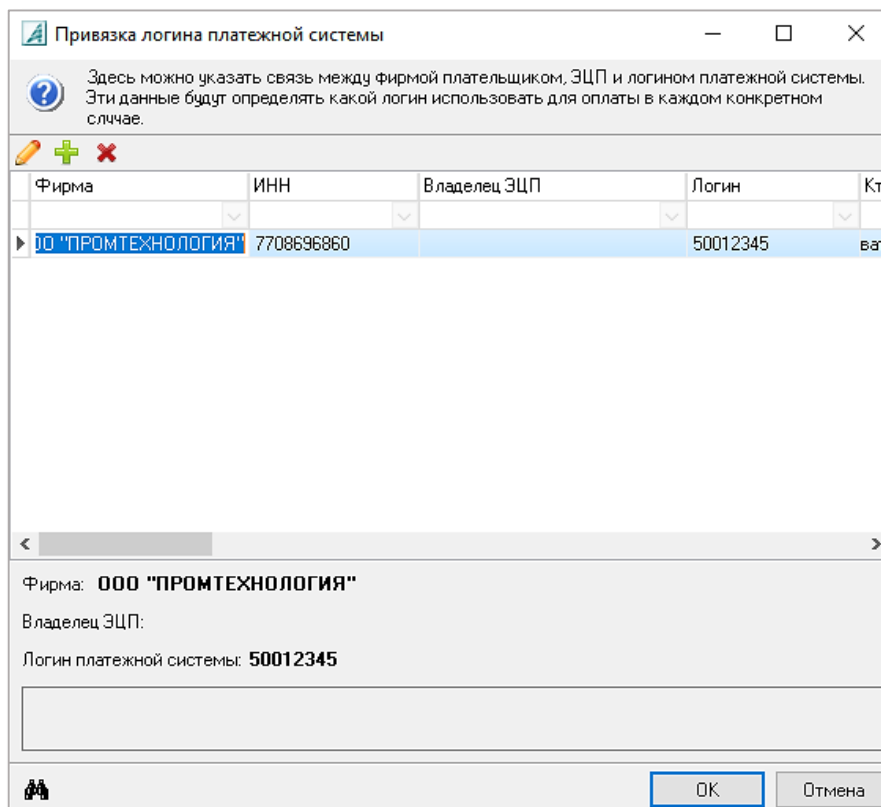 Привязка логина платежной системы
Здесь можно указать связь между фирмой плательщиком, ЭЦП и логином платежной системы.
Эти данные будут определять какой логин использовать для оплаты в каждом конкретном
случае.
Фирма ИНН Владелец ЭЦП Логин Кт
ОО "ПРОМТЕХНОЛОГИЯ" 7708696860 50012345 ват
Фирма: ООО "ПРОМТЕХНОЛОГИЯ"
Владелец ЭЦП:
Логин платежной системы: 50012345
OK Отмена